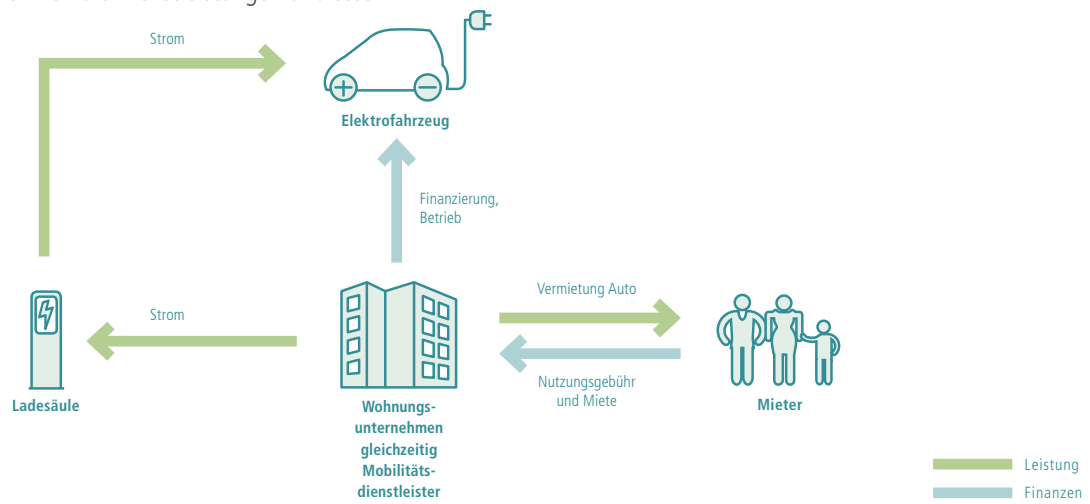 Strom
Elektrofahrzeug
Finanzierung,
Betrieb
Vermietung Auto
Strom
Nutzungsgebühr
und Miete
Ladesäule
Wohnungs-
unternehmen
gleichzeitig
Mobilitäts-
dienstleister
Mieter
Leistung
Finanzen